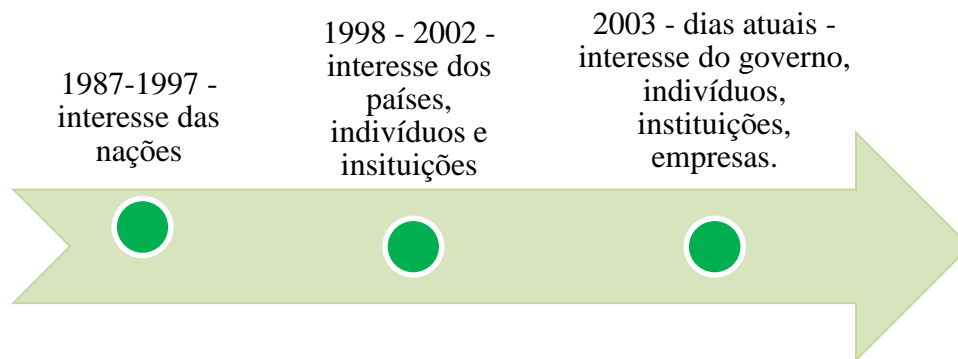 1987-1997 -
interesse das
nações
1998 - 2002 -
interesse dos
países,
indivíduos e
insituições
2003 - dias atuais -
interesse do governo,
indivíduos,
instituições,
empresas.